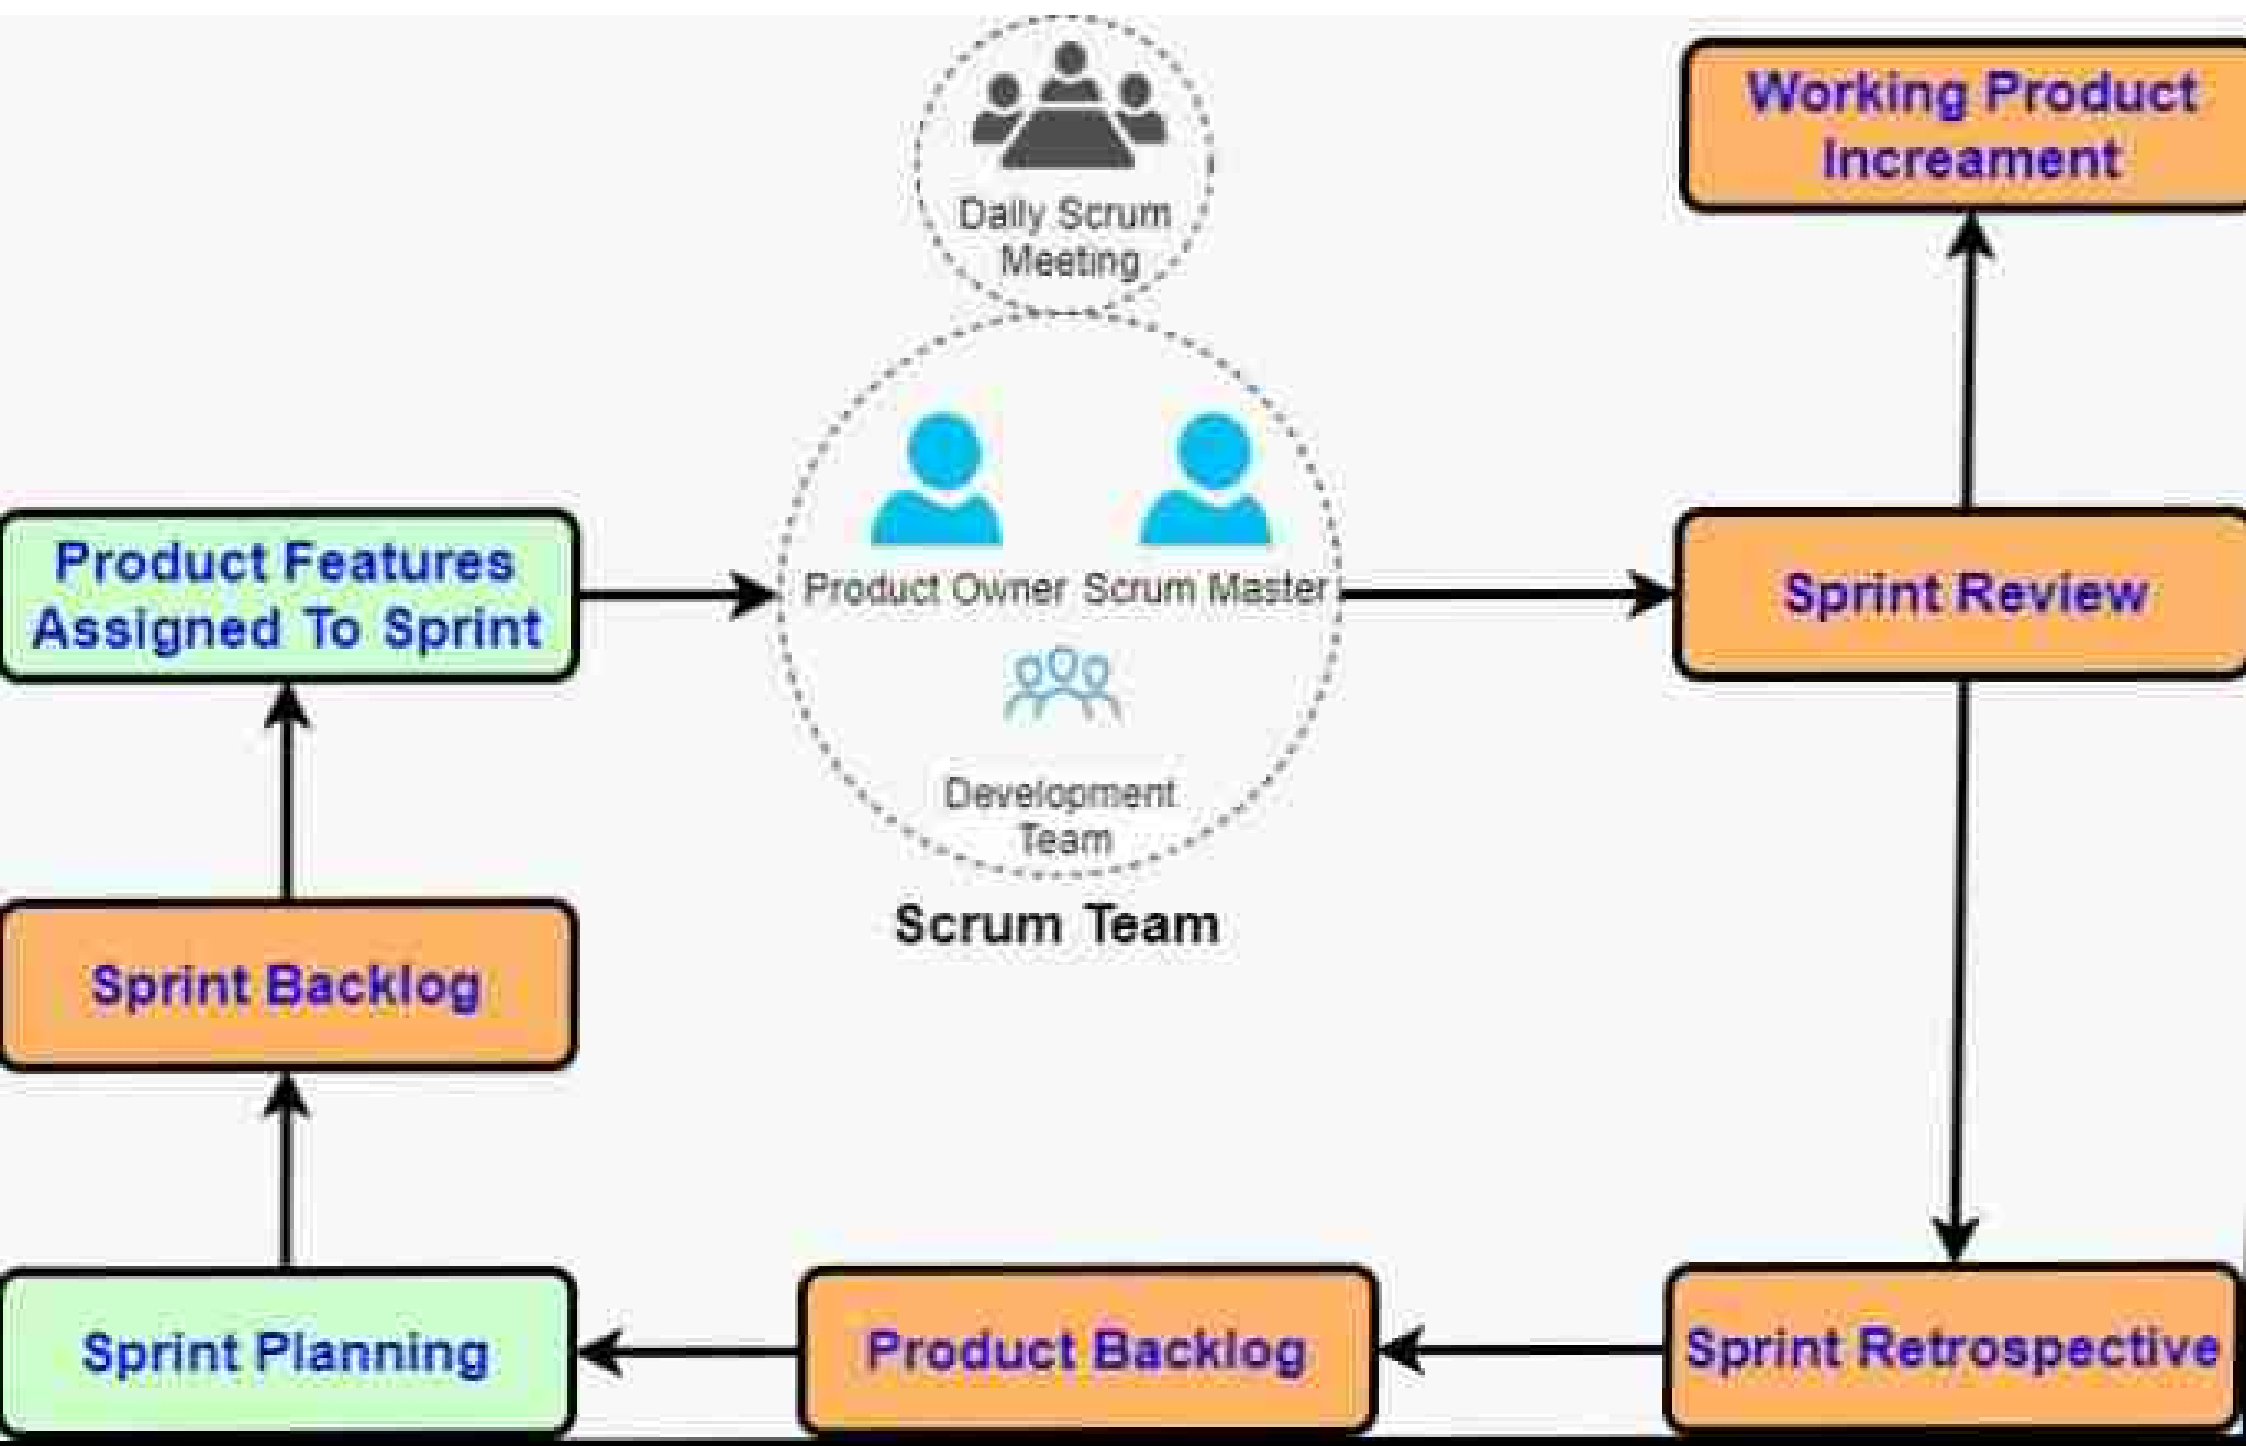 Daily Scrum
Meeting
Working Product
Increament
Product Features
Assigned To Sprint
Product Owner
Scrum Master
Sprint Review
Development
Team
Scrum Team
Sprint Backlog
Sprint Planning
Product Backlog
Sprint Retrospective